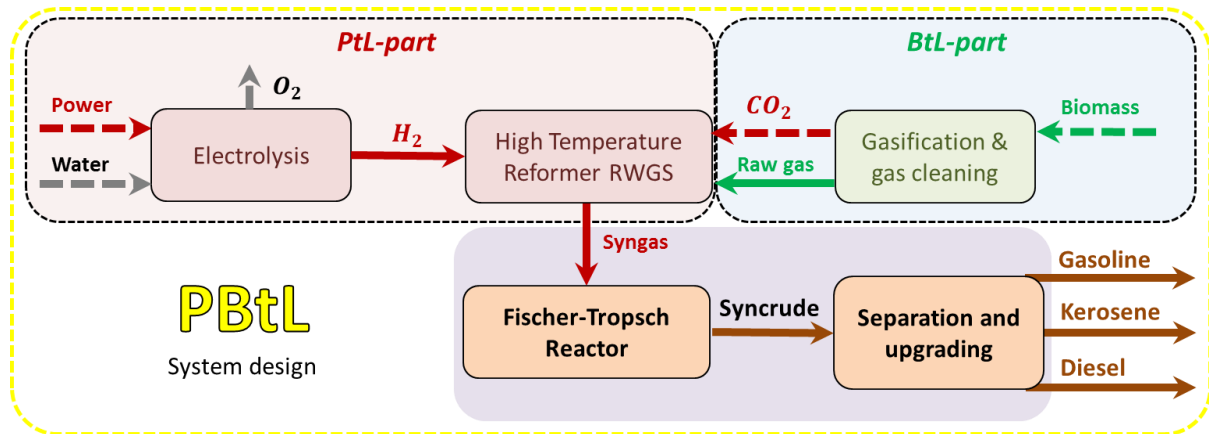 PtL-part
BtL-part
Power
Water
O₂
Electrolysis
H₂
High Temperature
Reformer RWGS
CO₂
Raw gas
Gasification &
gas cleaning
Biomass
Syngas
PBtL
System design
Fischer-Tropsch
Reactor
Syncrude
Separation and
upgrading
Gasoline
Kerosene
Diesel